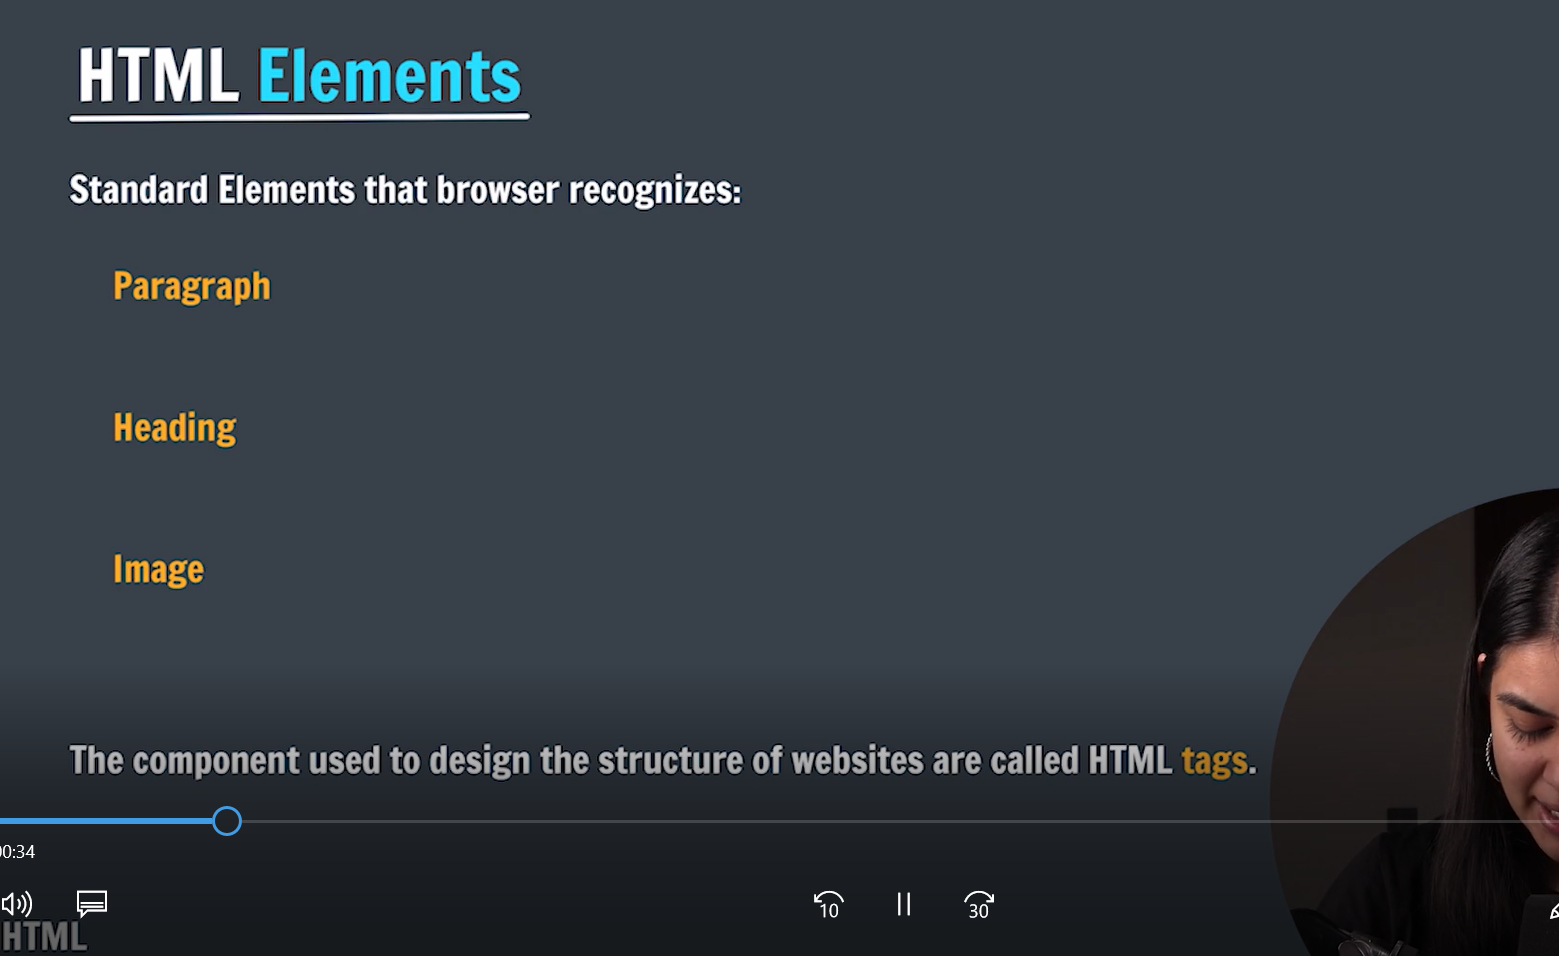 HTML Elements
Standard Elements that browser recognizes:
Paragraph
Heading
Image
The component used to design the structure of websites are called HTML tags.
00:34
10
30
HTML